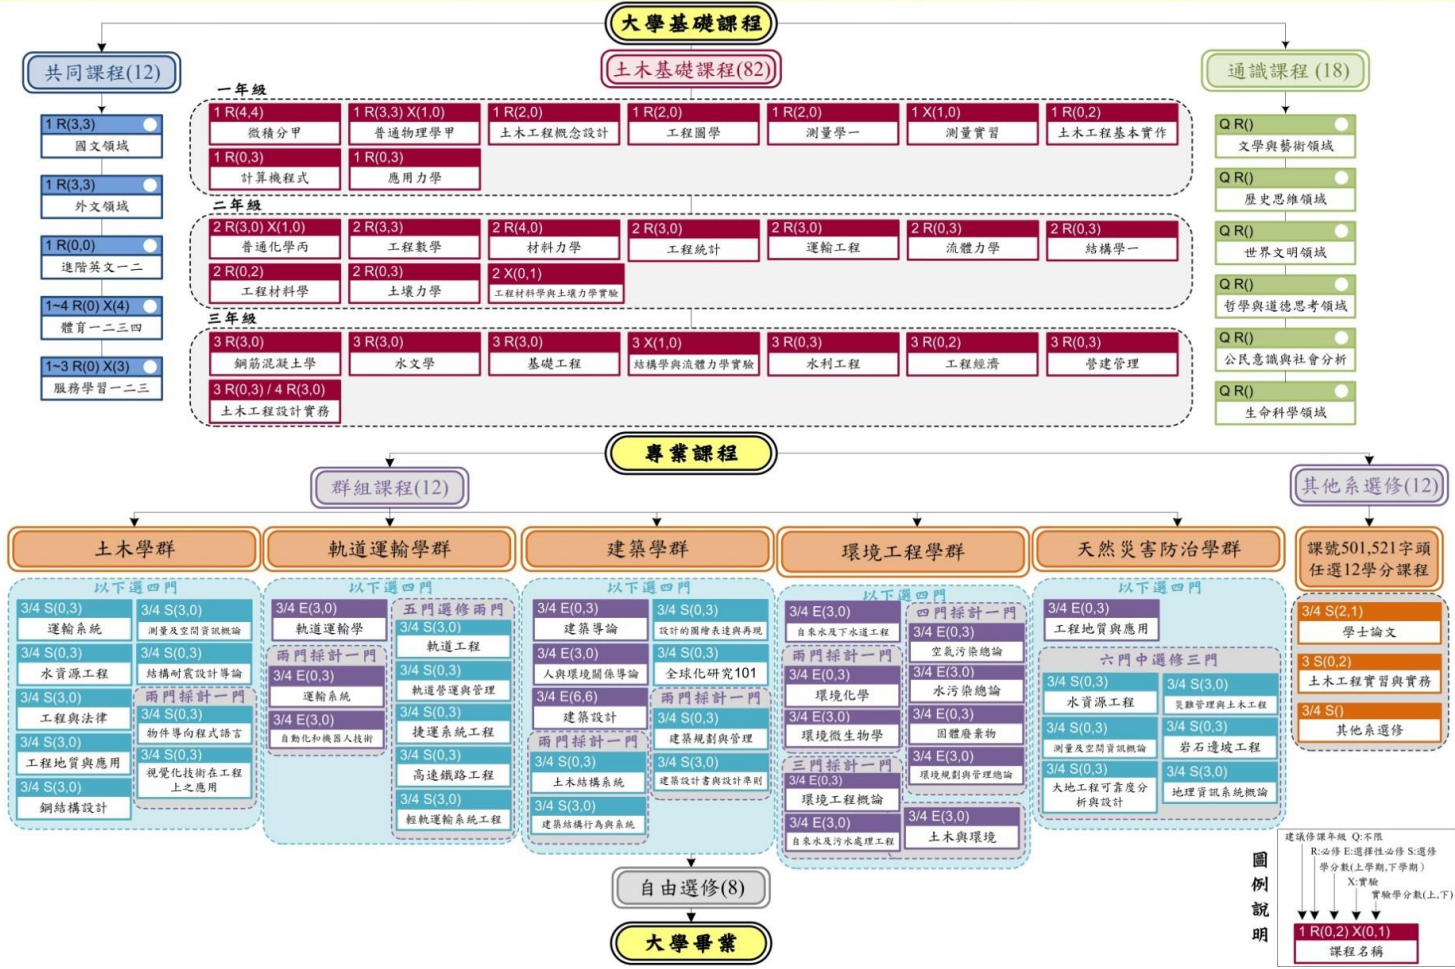 大學基礎課程
共同課程(12)
1 R(3,3)
國文領域
1 R(3,3)
外文領域
1 R(0,0)
進階英文一二
1~4 R(0) X(4)
體育一二三四
1~3 R(0) X(3)
服務學習一二三
土木基礎課程(82)
一年級
1 R(4,4)
微積分甲
1 R(3,3) X(1,0)
普通物理學甲
1 R(2,0)
土木工程概念設計
1 R(2,0)
工程圖學
1 R(2,0)
測量學一
1 X(1,0)
測量實習
1 R(0,2)
土木工程基本實作
1 R(0,3)
計算機程式
1 R(0,3)
應用力學
二年級
2 R(3,0) X(1,0)
普通化學丙
2 R(3,3)
工程數學
2 R(4,0)
材料力學
2 R(3,0)
工程統計
2 R(3,0)
運輸工程
2 R(0,3)
流體力學
2 R(0,3)
結構學一
2 R(0,2)
工程材料學
2 R(0,3)
土壤力學
2 X(0,1)
工程材料學與土壤力學實驗
三年級
3 R(3,0)
鋼筋混凝土學
3 R(3,0)
水文學
3 R(3,0)
基礎工程
3 X(1,0)
結構學與流體力學實驗
3 R(0,3)
水利工程
3 R(0,2)
工程經濟
3 R(0,3)
營建管理
3 R(0,3) / 4 R(3,0)
土木工程設計實務
通識課程 (18)
Q R()
文學與藝術領域
Q R()
歷史思維領域
Q R()
世界文明領域
Q R()
哲學與道德思考領域
Q R()
公民意識與社會分析
Q R()
生命科學領域
專業課程
群組課程(12)
土木學群
以下選四門
3/4 S(0,3)
運輸系統
3/4 S(0,3)
水資源工程
3/4 S(3,0)
工程與法律
3/4 S(3,0)
工程地質與應用
3/4 S(3,0)
鋼結構設計
3/4 S(3,0)
測量及空間資訊概論
3/4 S(0,3)
結構耐震設計導論
兩門採計一門
3/4 S(0,3)
物件導向程式語言
3/4 S(0,3)
視覺化技術在工程
上之應用
軌道運輸學群
以下選四門
3/4 E(3,0)
軌道運輸學
兩門採計一門
3/4 E(0,3)
運輸系統
3/4 E(3,0)
自動化和機器人技術
五門選修兩門
3/4 S(3,0)
軌道工程
3/4 S(0,3)
軌道營運與管理
3/4 S(0,3)
捷運系統工程
3/4 S(0,3)
高速鐵路工程
3/4 S(3,0)
輕軌運輸系統工程
建築學群
以下選四門
3/4 E(0,3)
建築導論
3/4 E(3,0)
人與環境關係導論
3/4 E(6,6)
建築設計
兩門採計一門
3/4 S(0,3)
土木結構系統
3/4 S(3,0)
建築結構行為與系統
3/4 S(0,3)
設計的圖繪表達與再現
3/4 S(0,3)
全球化研究101
兩門採計一門
3/4 S(0,3)
建築規劃與管理
3/4 S(0,3)
建築設計書與設計準則
環境工程學群
以下選四門
3/4 E(3,0)
自來水及下水道工程
兩門採計一門
3/4 E(0,3)
環境化學
3/4 E(3,0)
環境微生物學
三門採計一門
3/4 E(0,3)
環境工程概論
3/4 E(3,0)
自來水及污水處理工程
3/4 E(3,0)
土木與環境
四門採計一門
3/4 E(0,3)
空氣污染總論
3/4 E(3,0)
水污染總論
3/4 E(0,3)
固體廢棄物
3/4 E(3,0)
環境規劃與管理總論
天然災害防治學群
以下選四門
3/4 E(0,3)
工程地質與應用
六門中選修三門
3/4 S(0,3)
水資源工程
3/4 S(0,3)
測量及空間資訊概論
3/4 S(0,3)
大地工程可靠度分
析與設計
3/4 S(3,0)
災難管理與土木工程
3/4 S(0,3)
岩石邊坡工程
3/4 S(3,0)
地理資訊系統概論
其他系選修(12)
課號501,521字頭
任選12學分課程
3/4 S(2,1)
學士論文
3 S(0,2)
土木工程實習與實務
3/4 S()
其他系選修
自由選修(8)
大學畢業
圖例說明
建議修課年級 Q:不限
R:必修 E:選擇性必修 S:選修
學分數(上學期,下學期)
X:實驗
實驗學分數(上,下)
1 R(0,2) X(0,1)
課程名稱